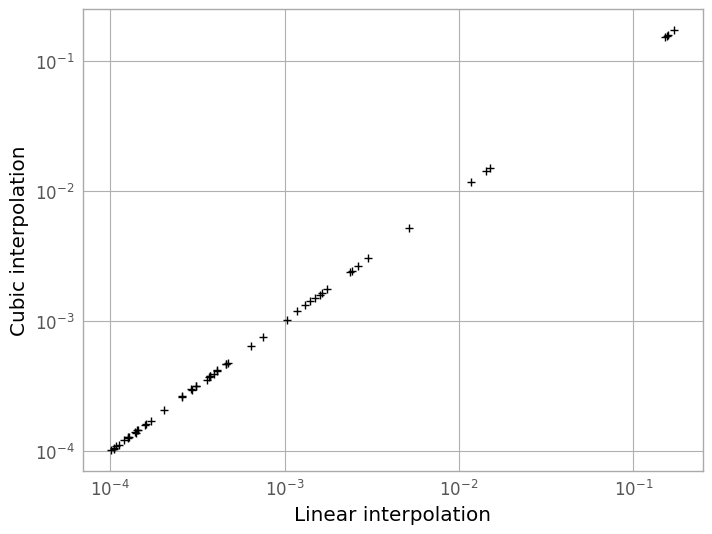 Cubic interpolation
10⁻¹
10⁻²
10⁻³
10⁻⁴
10⁻⁴ 10⁻³ 10⁻² 10⁻¹
Linear interpolation